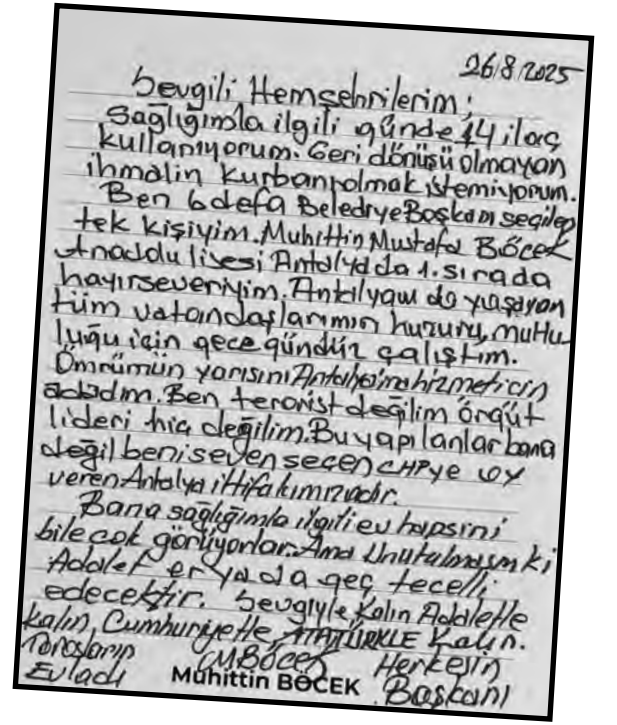 26/8/2025
Sevgili Hemşehrilerim;
Sağlığımla ilgili günde 14 ilaç
kullanıyorum. Geri dönüşü olmayan
ihmalin kurbanı olmak istemiyorum.
Ben 6 defa Belediye Başkanı seçilen
tek kişiyim. Muhittin Mustafa BÖCEK
Anadolu lisesi Antalya'da 1. sırada
hayırseveriyim. Antalya'da yaşayan
tüm vatandaşlarımın huzuru, mutlu-
luğu için gece gündüz çalıştım.
Ömrümün yarısını Antalya'ma hizmet için
adadım. Ben terörist değilim örgüt
lideri hiç değilim. Bu yapılanlar bana
değil beni seven seçen CHP'ye oy
veren Antalya ittifakımızadır.
Bana sağlığımla ilgili ev hapsini
bile çok görüyorlar. Ama Unutulmasın ki
Adalet er ya da geç tecelli
edecektir. Sevgiyle, Kalın Adaletle
kalın, Cumhuriyetle, ATATÜRKLE Kalın.
Torosların Herkesin
Evladı Muhittin BÖCEK Başkanı